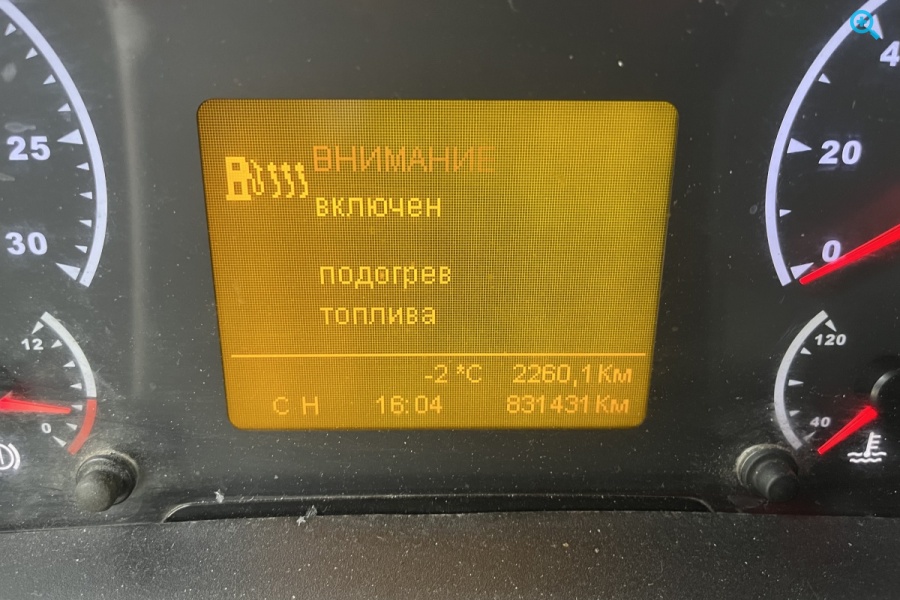 25
30
12
0
ВНИМАНИЕ
включен
подогрев
топлива
-2 °C 2260,1 Км
С Н 16:04 831431 Км
4
20
0
120
40